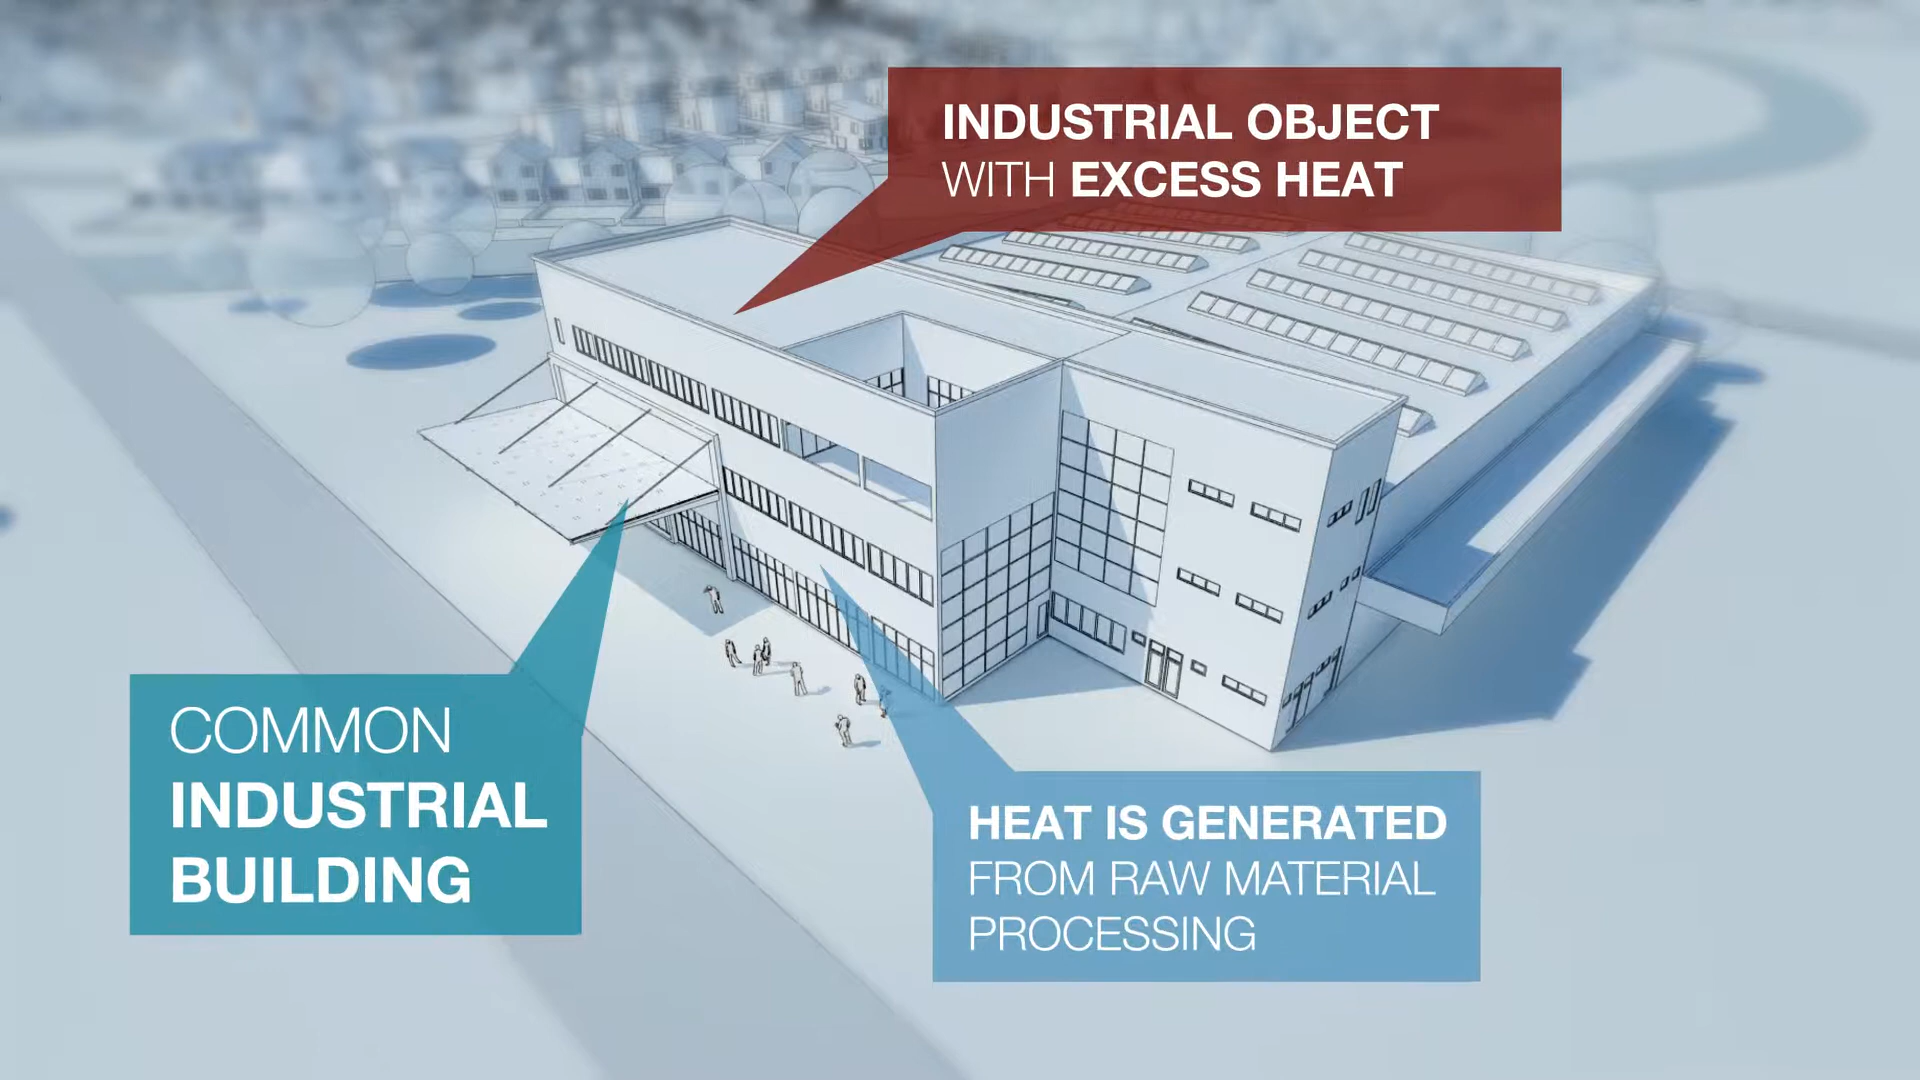 INDUSTRIAL OBJECT
WITH EXCESS HEAT
COMMON
INDUSTRIAL
BUILDING
HEAT IS GENERATED
FROM RAW MATERIAL
PROCESSING